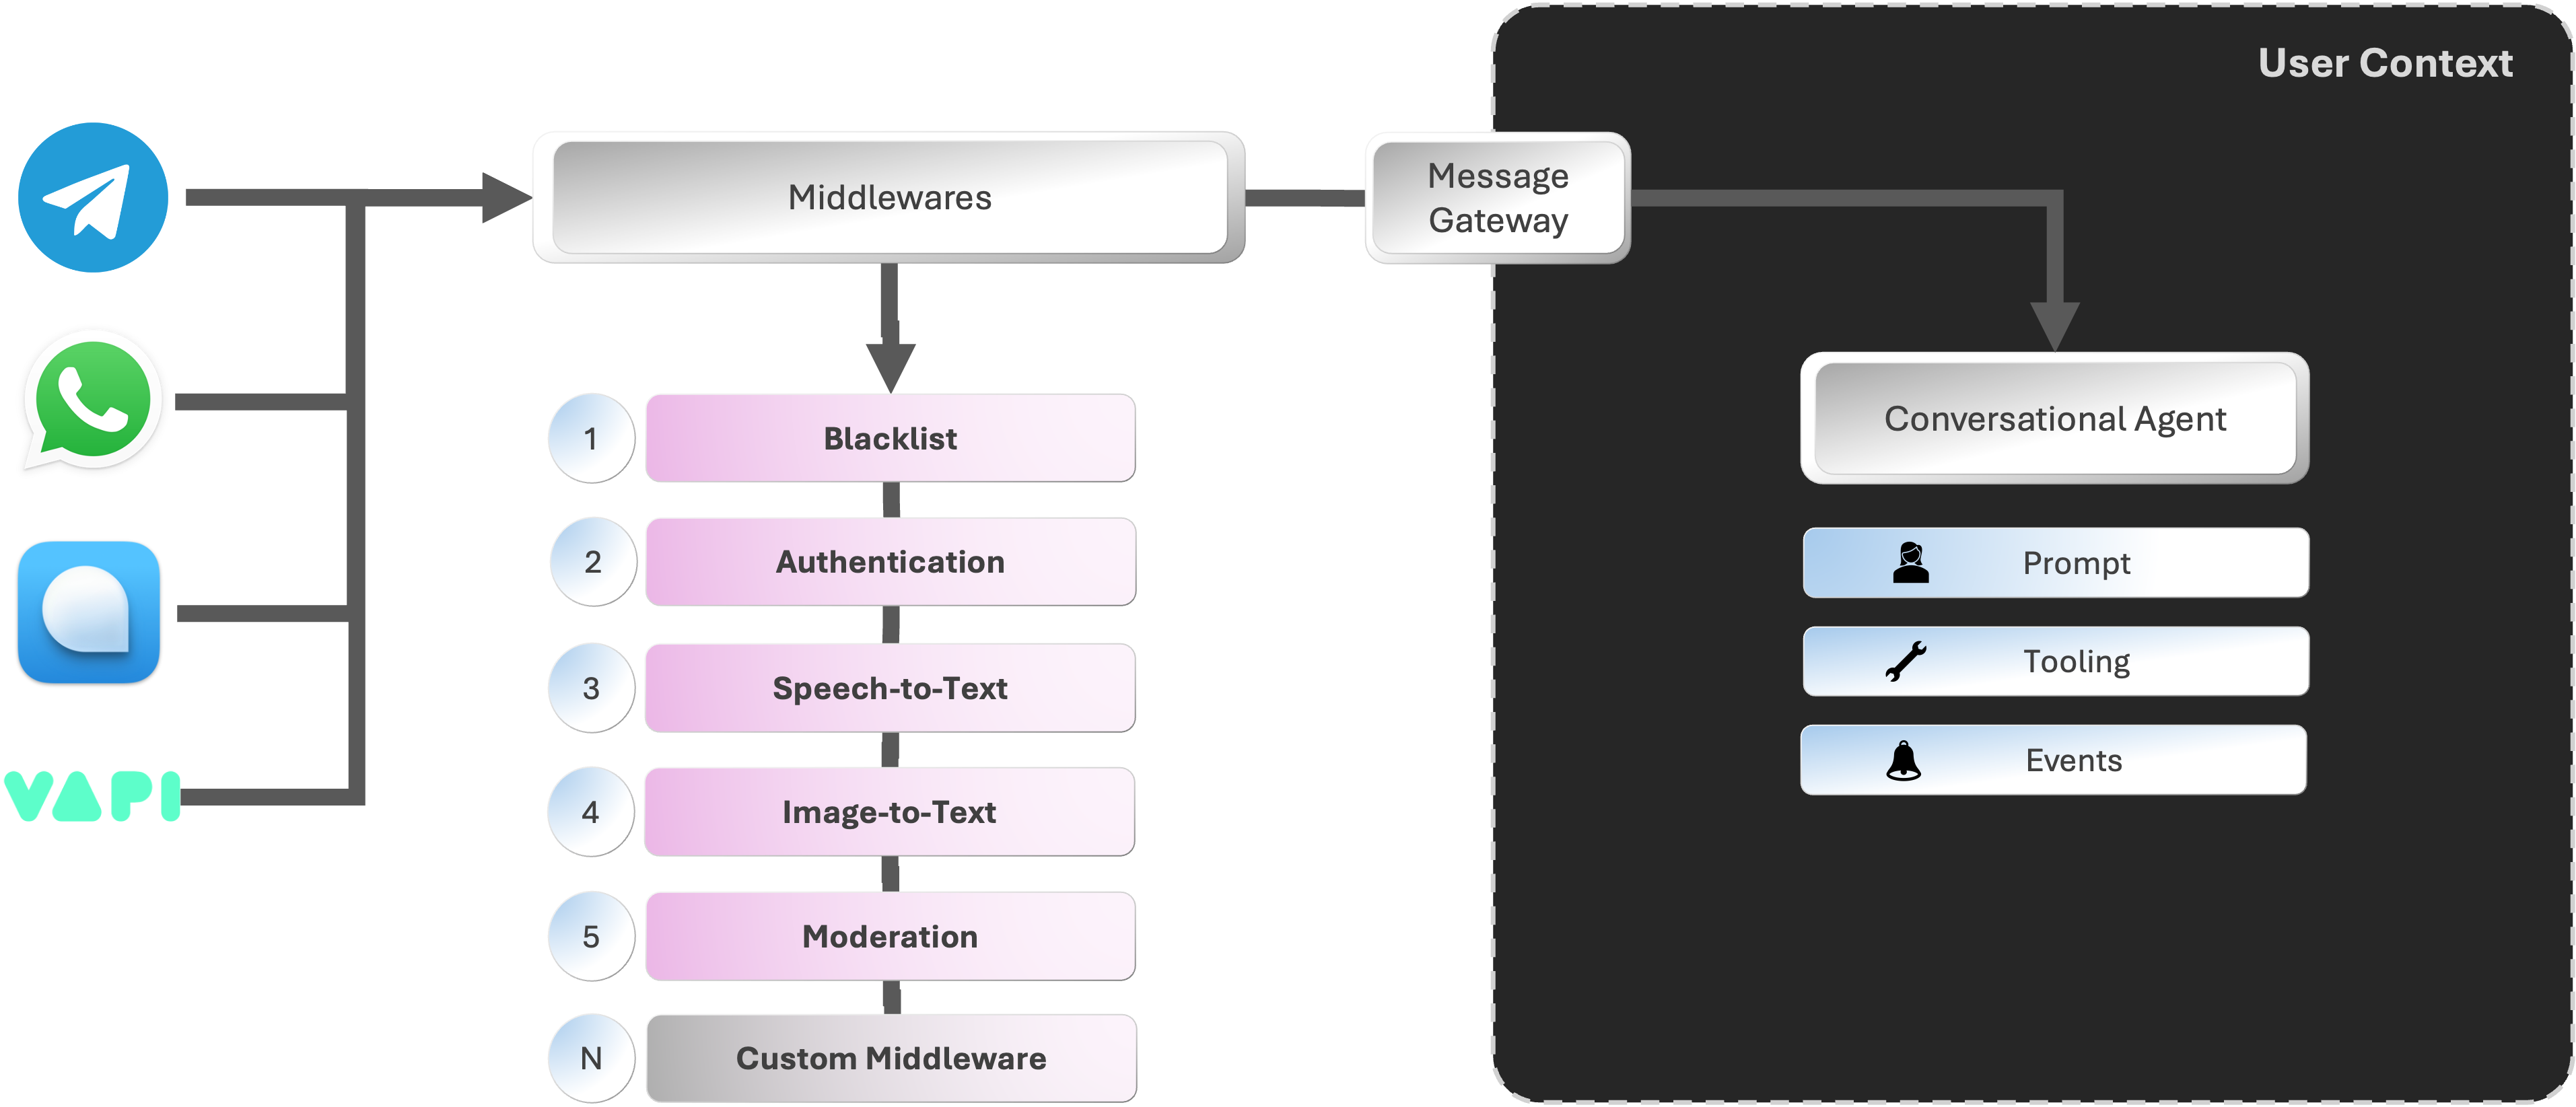 User Context
Middlewares
Message
Gateway
1
Blacklist
2
Authentication
3
Speech-to-Text
4
Image-to-Text
5
Moderation
N
Custom Middleware
VAPI
Conversational Agent
Prompt
Tooling
Events